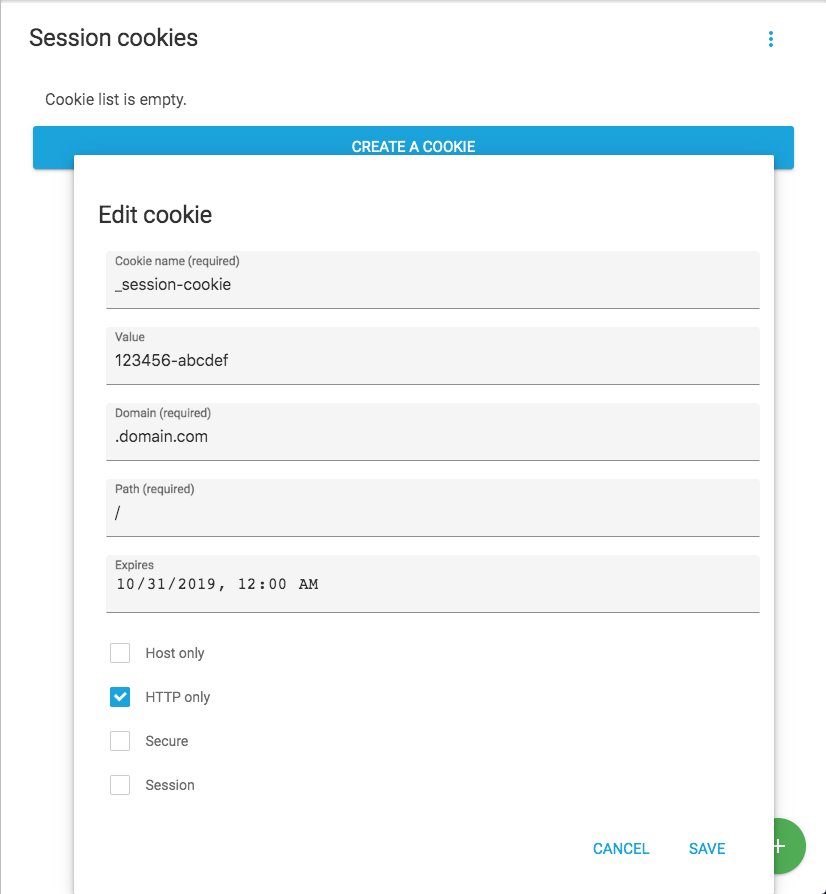 Session cookies
Cookie list is empty.
CREATE A COOKIE
Edit cookie
Cookie name (required)
_session-cookie
Value
123456-abcdef
Domain (required)
.domain.com
Path (required)
/
Expires
10/31/2019, 12:00 AM
Host only
HTTP only
Secure
Session
CANCEL SAVE +